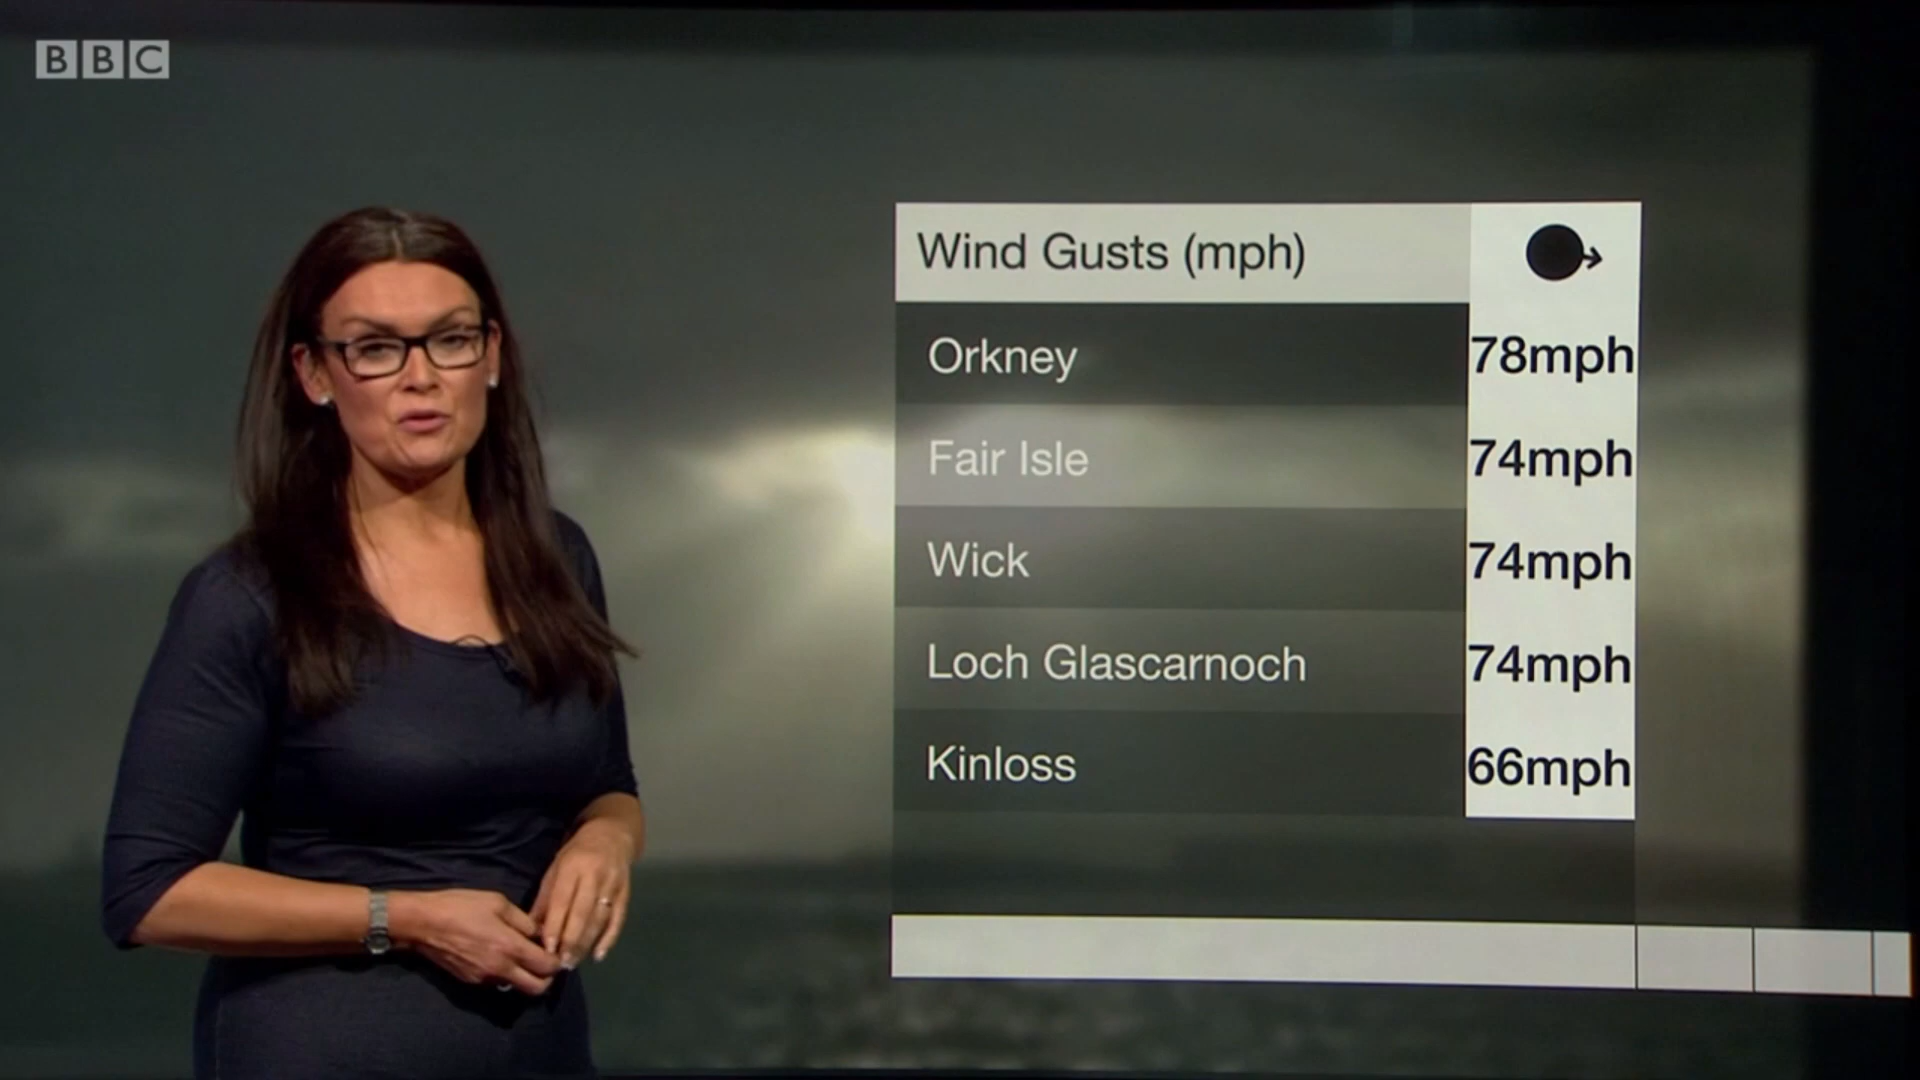 BBC
Wind Gusts (mph)
Orkney 78mph
Fair Isle 74mph
Wick 74mph
Loch Glascarnoch 74mph
Kinloss 66mph